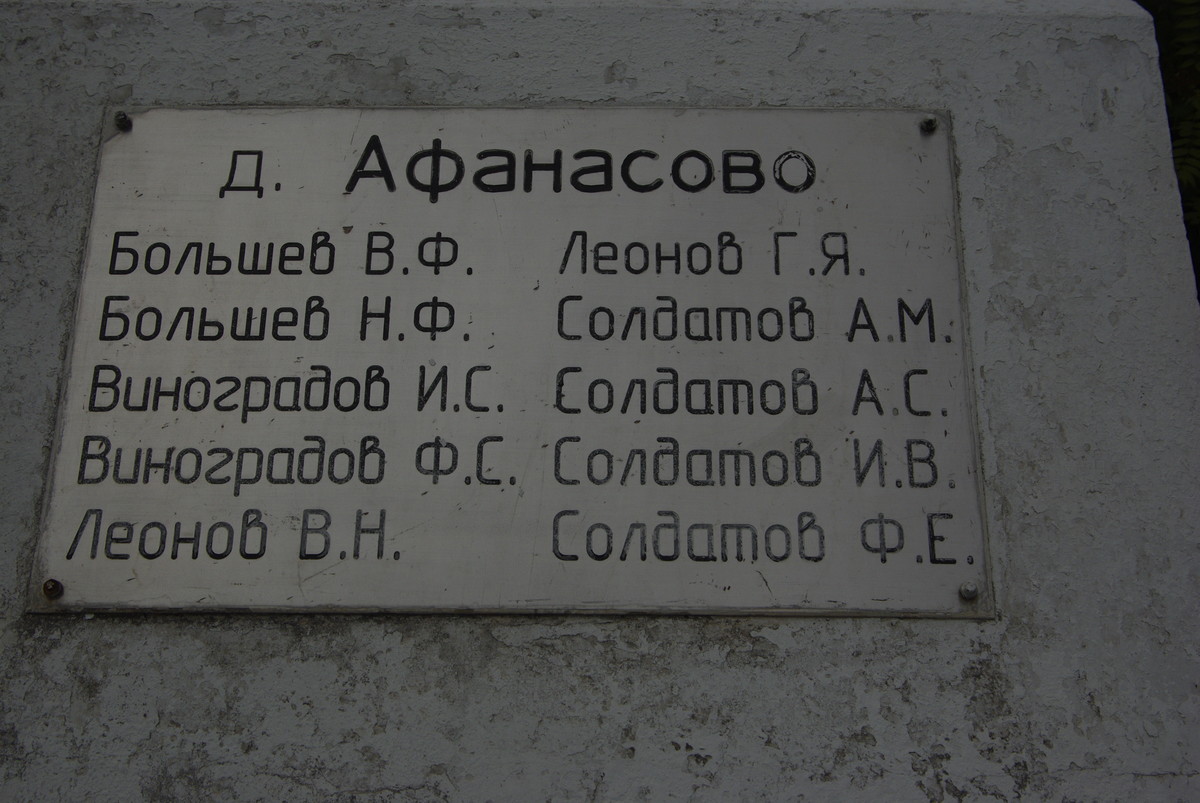 д. Афанасово
Большев В.Ф.
Большев Н.Ф.
Виноградов И.С.
Виноградов Ф.С.
Леонов В.Н.
Леонов Г.Я.
Солдатов А.М.
Солдатов А.С.
Солдатов И.В.
Солдатов Ф.Е.